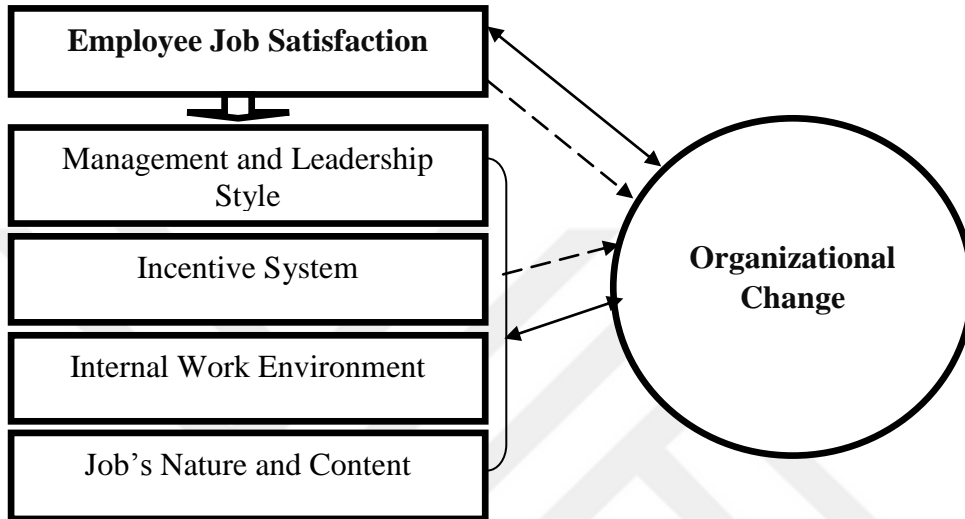 Employee Job Satisfaction
Management and Leadership
Style
Incentive System
Internal Work Environment
Job’s Nature and Content
Organizational
Change